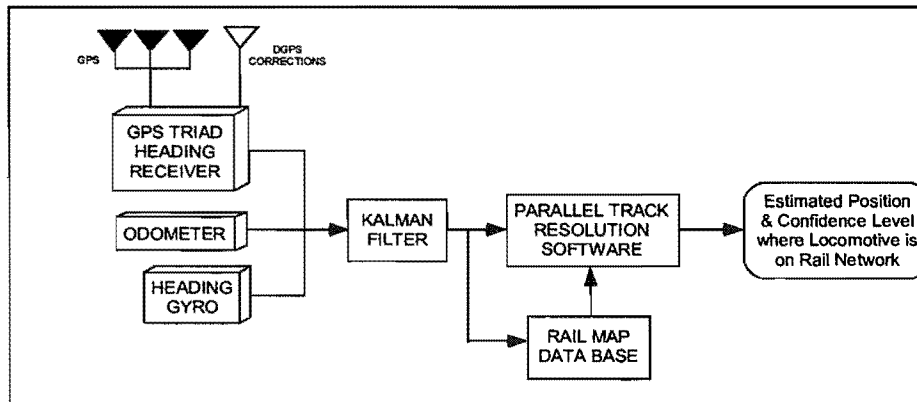 GPS
DGPS
CORRECTIONS
GPS TRIAD
HEADING
RECEIVER
ODOMETER
HEADING
GYRO
KALMAN
FILTER
PARALLEL TRACK
RESOLUTION
SOFTWARE
RAIL MAP
DATA BASE
Estimated Position
& Confidence Level
where Locomotive is
on Rail Network